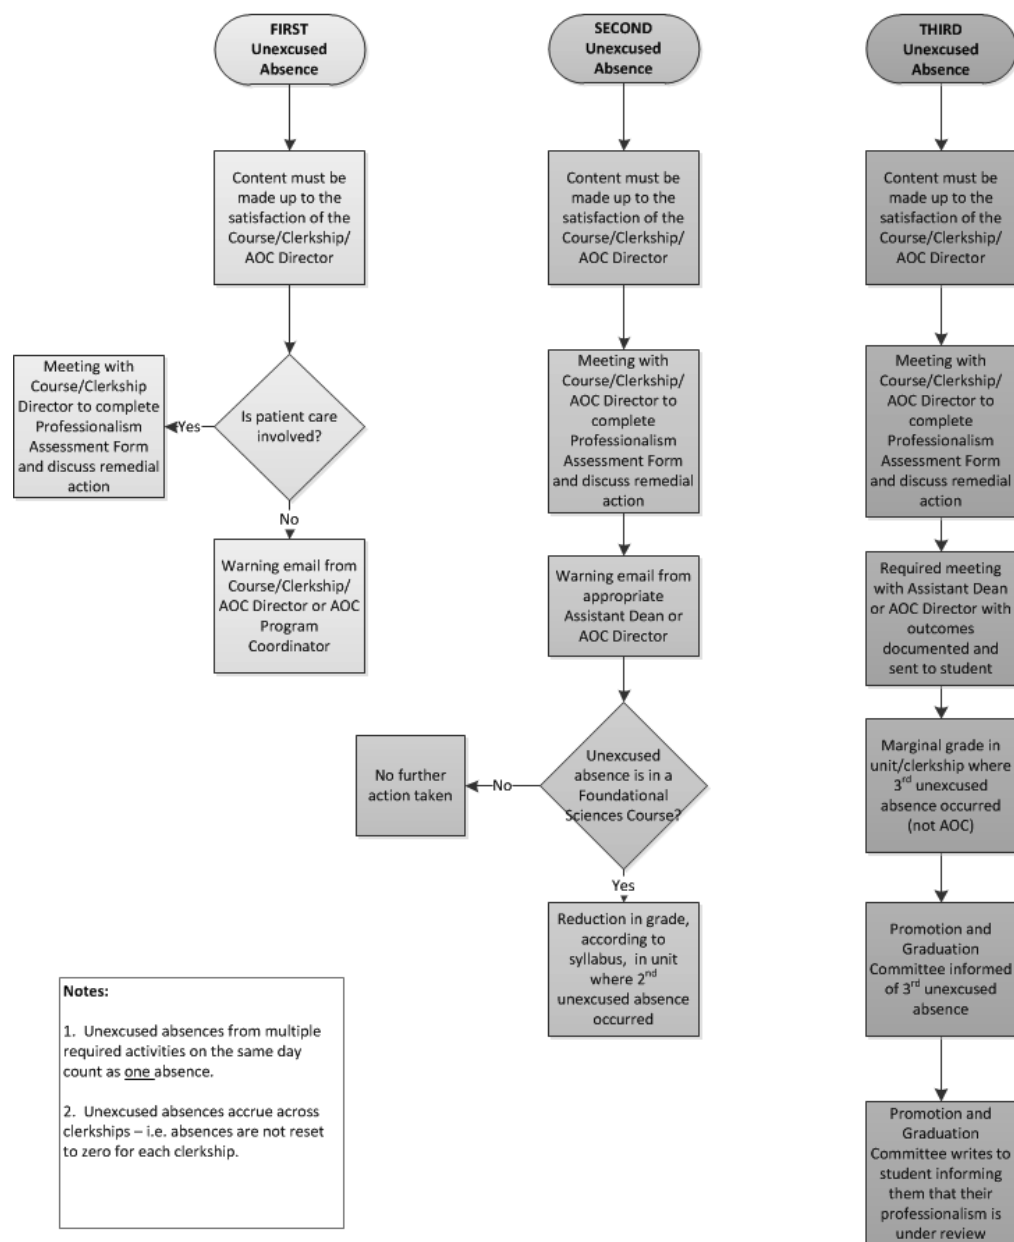 FIRST
Unexcused
Absence
Content must be
made up to the
satisfaction of the
Course/Clerkship/
AOC Director
Is patient care
involved?
Yes
Meeting with
Course/Clerkship
Director to complete
Professionalism
Assessment Form
and discuss remedial
action
No
Warning email from
Course/Clerkship/
AOC Director or AOC
Program
Coordinator
SECOND
Unexcused
Absence
Content must be
made up to the
satisfaction of the
Course/Clerkship/
AOC Director
Meeting with
Course/Clerkship/
AOC Director to
complete
Professionalism
Assessment Form
and discuss remedial
action
Warning email from
appropriate
Assistant Dean or
AOC Director
Unexcused
absence is in a
Foundational
Sciences Course?
No
No further
action taken
Yes
Reduction in grade,
according to
syllabus, in unit
where 2nd
unexcused absence
occurred
THIRD
Unexcused
Absence
Content must be
made up to the
satisfaction of the
Course/Clerkship/
AOC Director
Meeting with
Course/Clerkship/
AOC Director to
complete
Professionalism
Assessment Form
and discuss remedial
action
Required meeting
with Assistant Dean
or AOC Director with
outcomes
documented and
sent to student
Marginal grade in
unit/clerkship where
3rd unexcused
absence occurred
(not AOC)
Promotion and
Graduation
Committee informed
of 3rd unexcused
absence
Promotion and
Graduation
Committee writes to
student informing
them that their
professionalism is
under review
Notes:
1. Unexcused absences from multiple
required activities on the same day
count as one absence.
2. Unexcused absences accrue across
clerkships – i.e. absences are not reset
to zero for each clerkship.